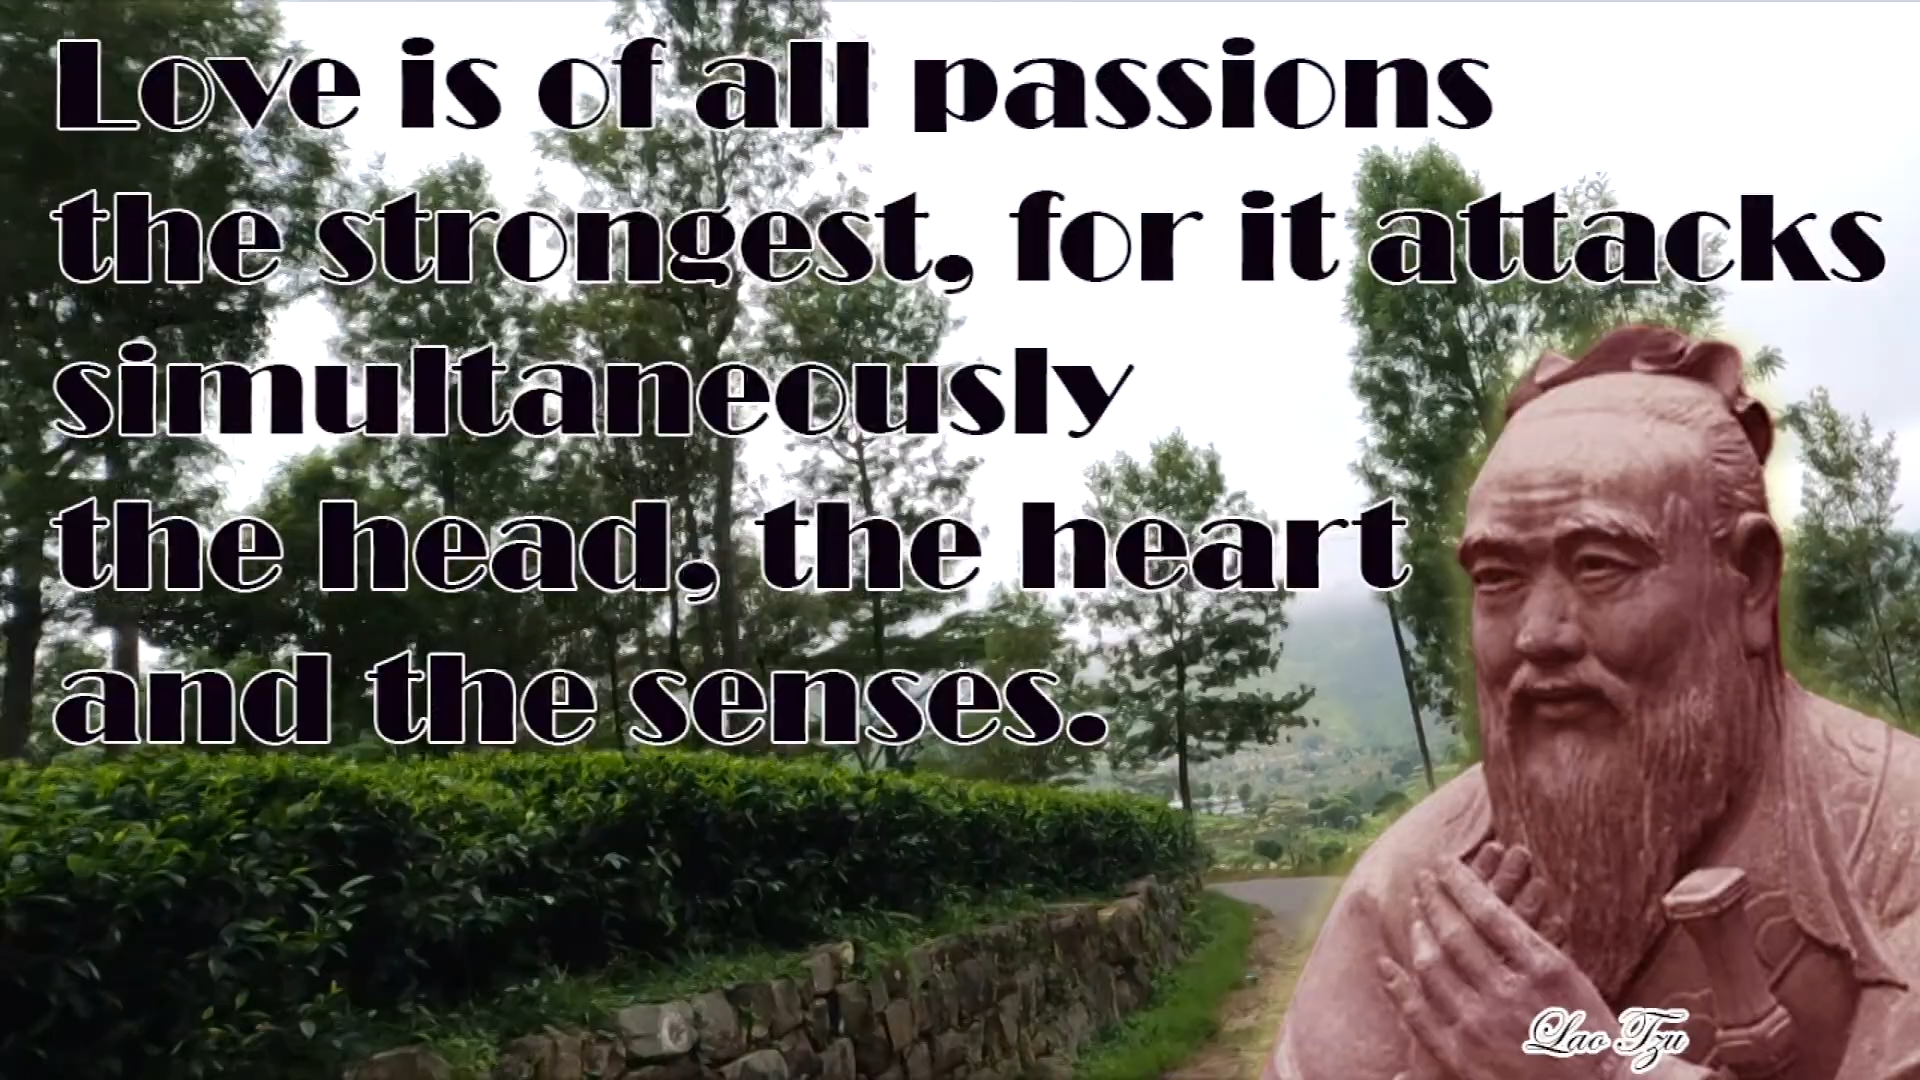 Love is of all passions
the strongest, for it attacks
simultaneously
the head, the heart
and the senses.
Lao Tzu